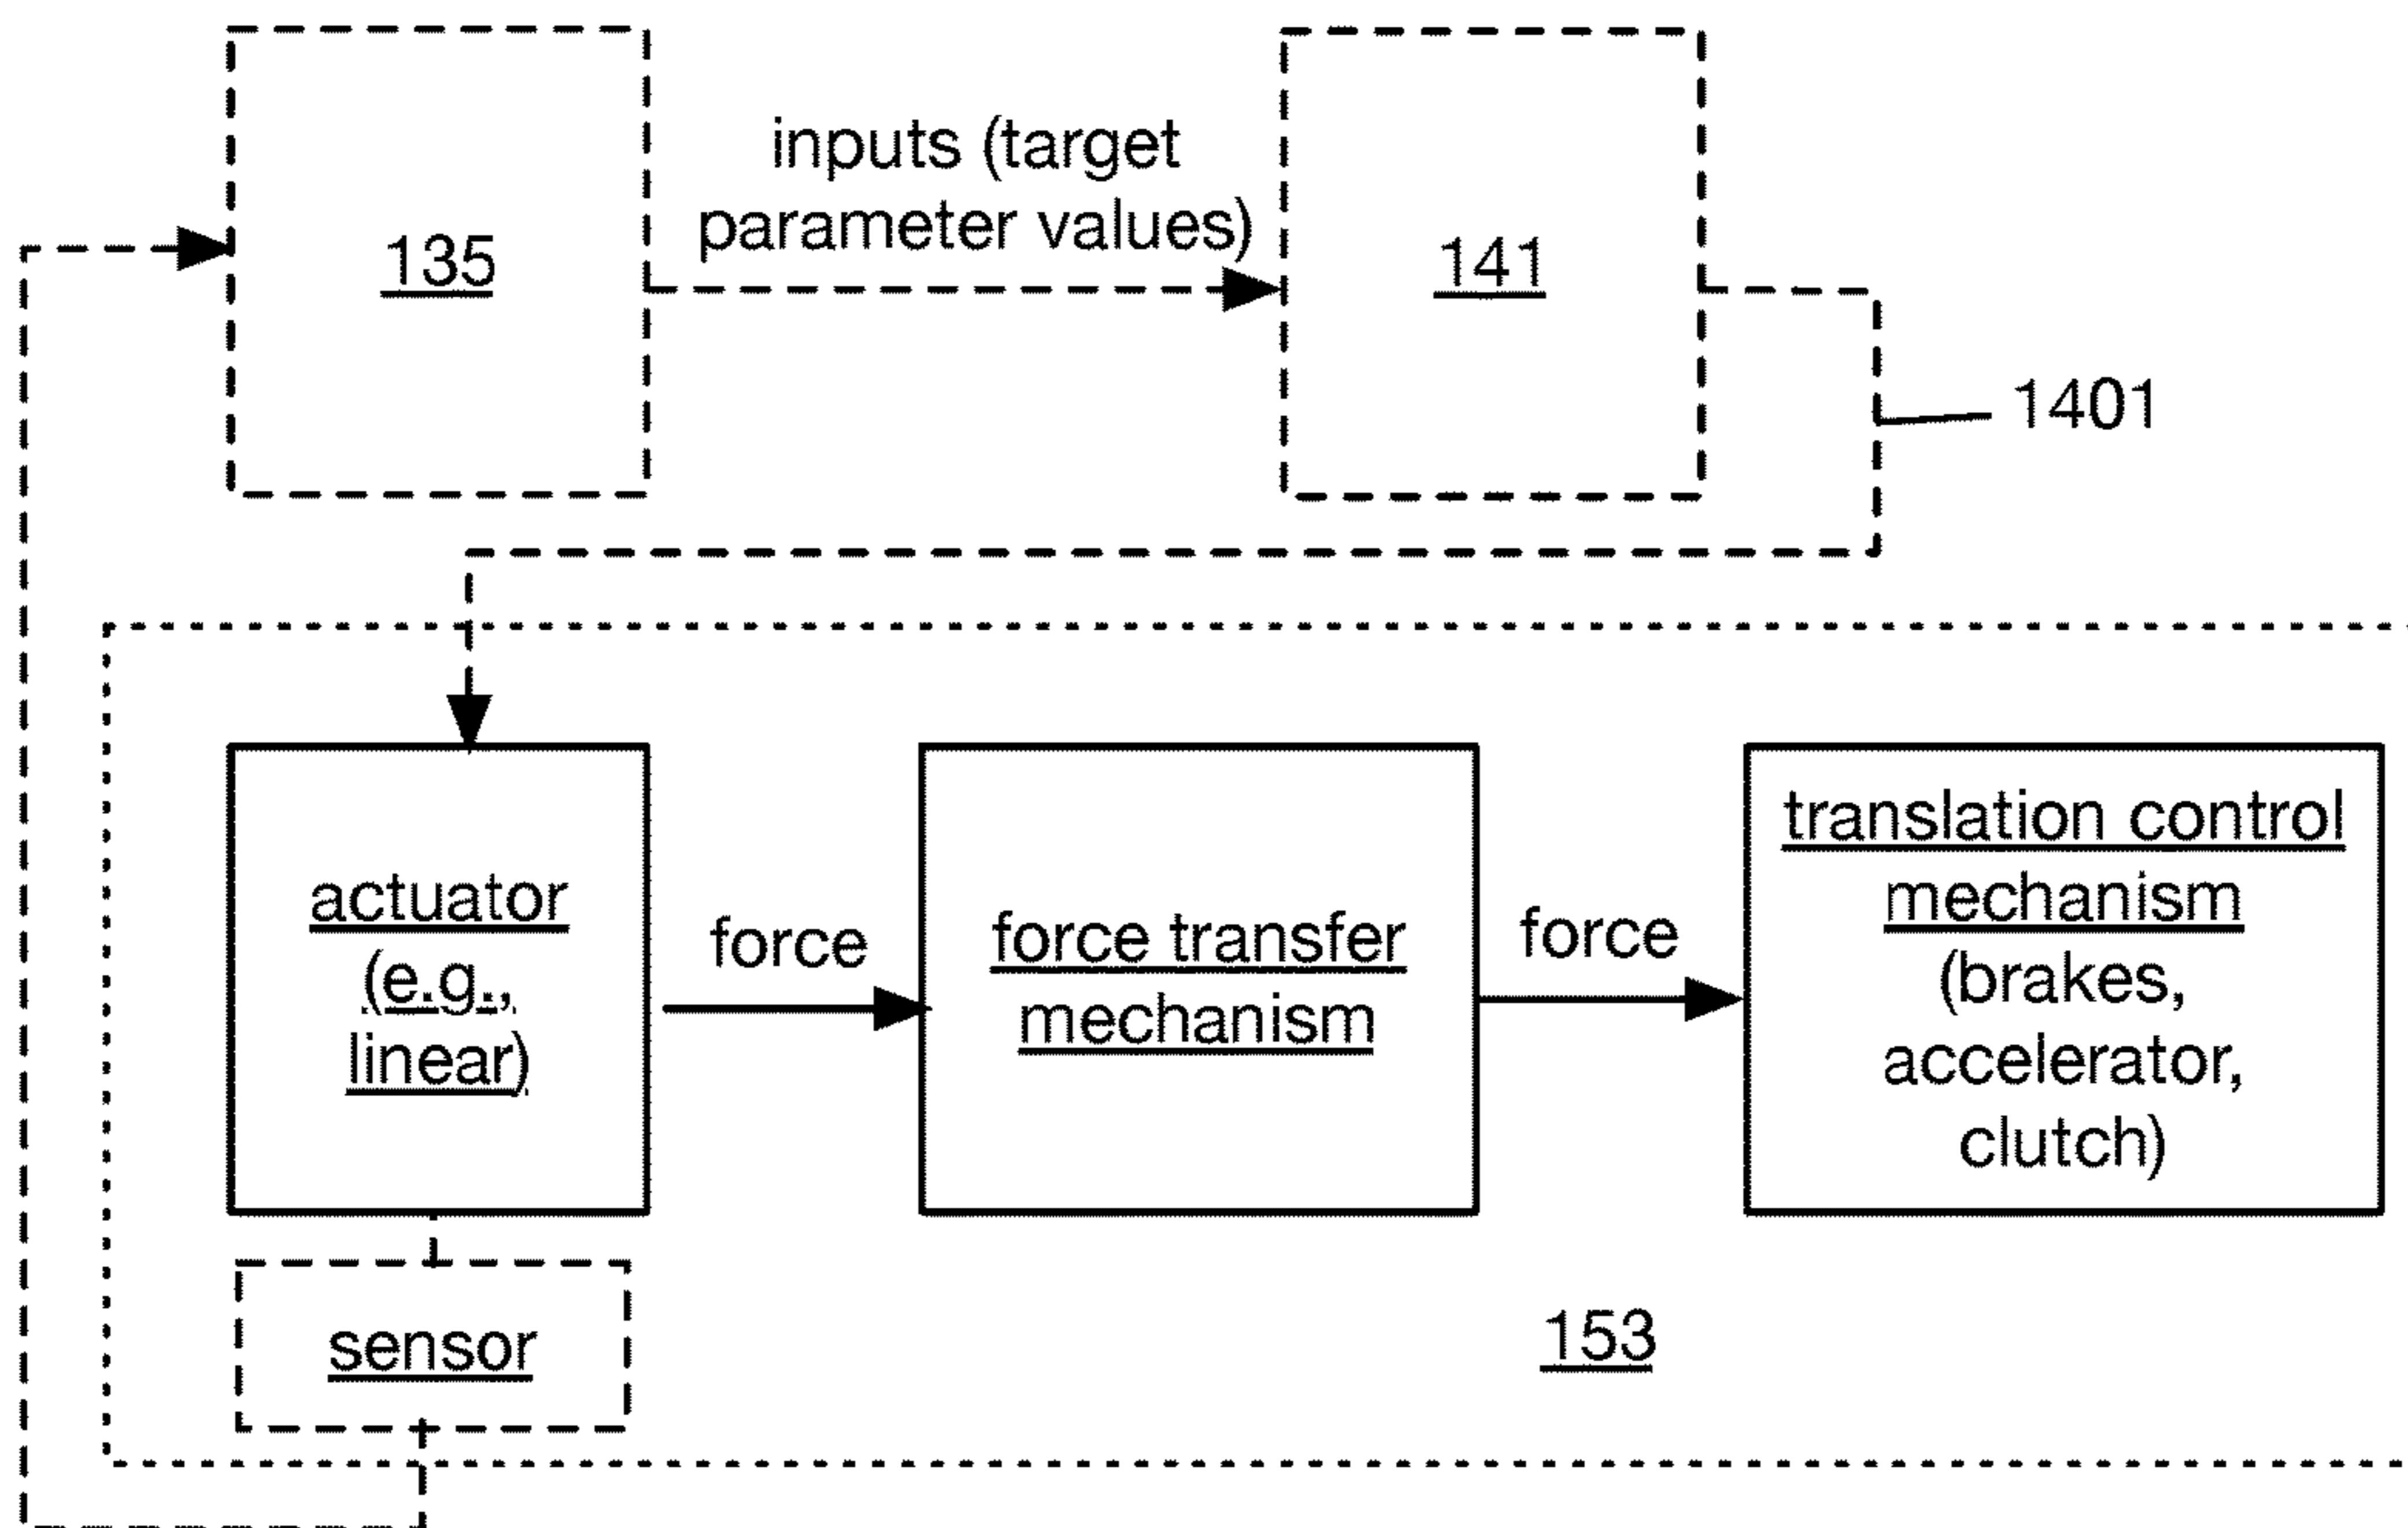 inputs (target
parameter values)
135
141
1401
actuator
(e.g.,
linear)
force
force transfer
mechanism
force
translation control
mechanism
(brakes,
accelerator,
clutch)
sensor
153